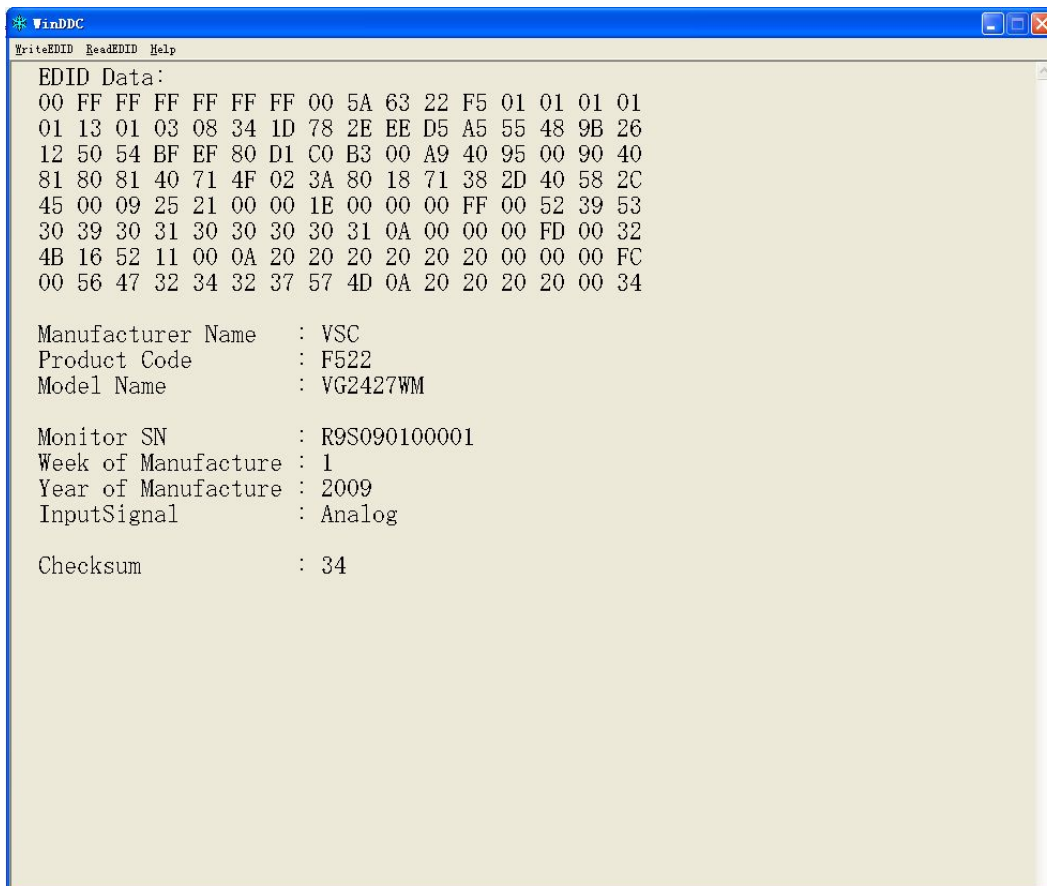 WinDDC
WriteEDID ReadEDID Help
EDID Data:
00 FF FF FF FF FF FF 00 5A 63 22 F5 01 01 01 01
01 13 01 03 08 34 1D 78 2E EE D5 A5 55 48 9B 26
12 50 54 BF EF 80 D1 C0 B3 00 A9 40 95 00 90 40
81 80 81 40 71 4F 02 3A 80 18 71 38 2D 40 58 2C
45 00 09 25 21 00 00 1E 00 00 00 FF 00 52 39 53
30 39 30 31 30 30 30 30 31 0A 00 00 00 FD 00 32
4B 16 52 11 00 0A 20 20 20 20 20 20 00 00 00 FC
00 56 47 32 34 32 37 57 4D 0A 20 20 20 20 00 34
Manufacturer Name : VSC
Product Code : F522
Model Name : VG2427WM
Monitor SN : R9S090100001
Week of Manufacture : 1
Year of Manufacture : 2009
InputSignal : Analog
Checksum : 34